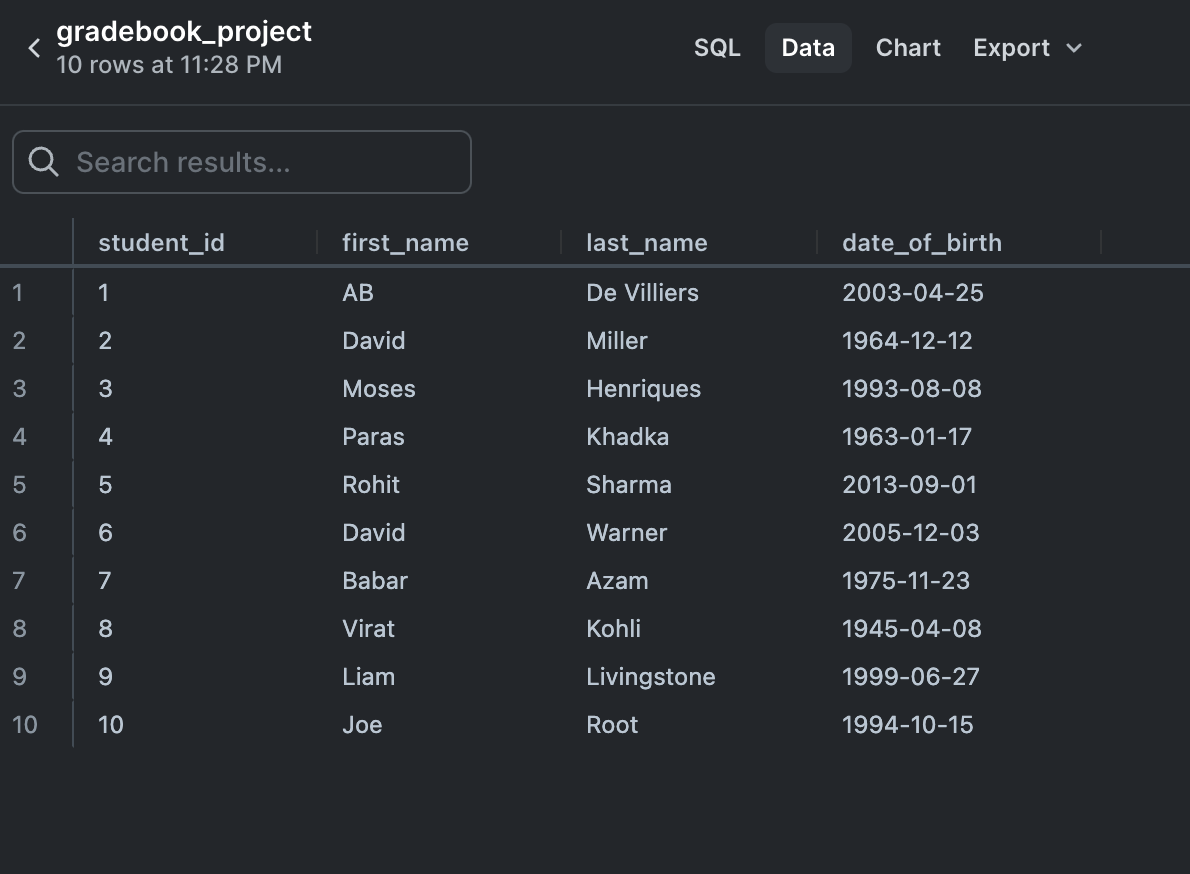 gradebook_project
10 rows at 11:28 PM
SQL Data Chart Export
Search results...
student_id first_name last_name date_of_birth
1 1 AB De Villiers 2003-04-25
2 2 David Miller 1964-12-12
3 3 Moses Henriques 1993-08-08
4 4 Paras Khadka 1963-01-17
5 5 Rohit Sharma 2013-09-01
6 6 David Warner 2005-12-03
7 7 Babar Azam 1975-11-23
8 8 Virat Kohli 1945-04-08
9 9 Liam Livingstone 1999-06-27
10 10 Joe Root 1994-10-15